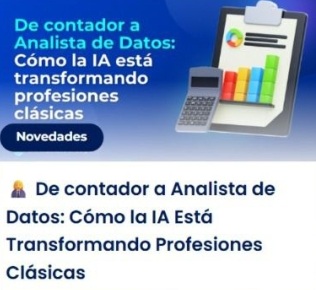 De contador a
Analista de Datos:
Cómo la IA está
transformando
profesiones
clásicas
Novedades
De contador a Analista de
Datos: Cómo la IA Está
Transformando Profesiones
Clásicas